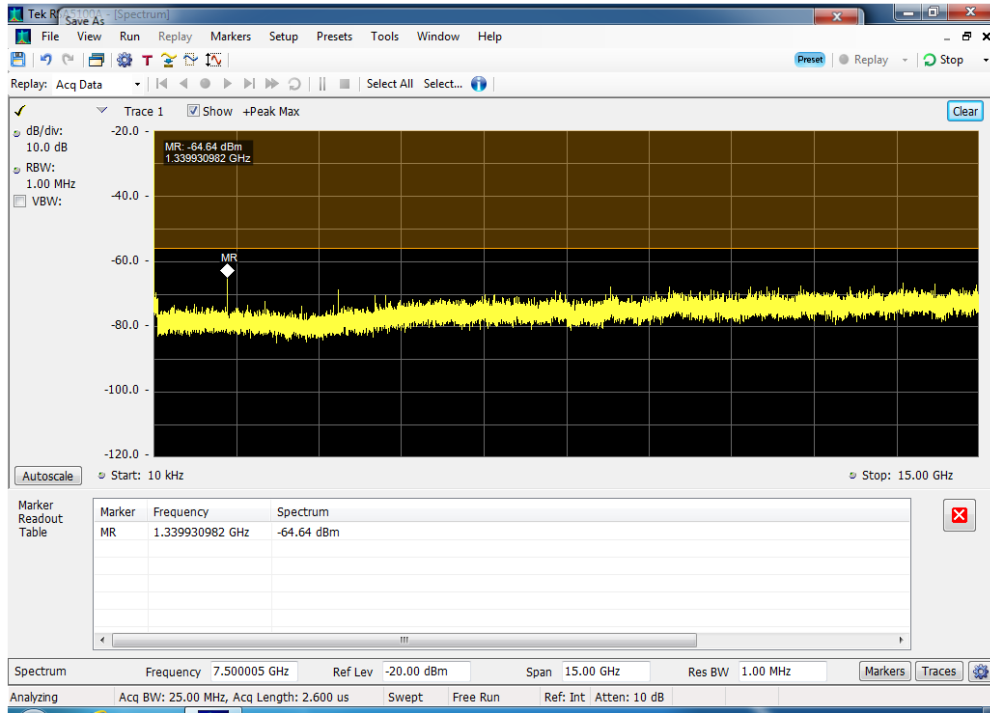 Tek RSA5100A - [Spectrum]
Save As
File View Run Replay Markers Setup Presets Tools Window Help
Preset Replay Stop
Replay: Acq Data Select All Select...
Trace 1 Show +Peak Max Clear
dB/div:
10.0 dB
RBW:
1.00 MHz
VBW:
-20.0
MR: -64.64 dBm
1.339930982 GHz
-40.0
-60.0
MR
-80.0
-100.0
-120.0
Autoscale Start: 10 kHz Stop: 15.00 GHz
Marker
Readout
Table
Marker Frequency Spectrum
MR 1.339930982 GHz -64.64 dBm
Spectrum Frequency 7.500005 GHz Ref Lev -20.00 dBm Span 15.00 GHz Res BW 1.00 MHz Markers Traces
Analyzing Acq BW: 25.00 MHz, Acq Length: 2.600 us Swept Free Run Ref: Int Atten: 10 dB